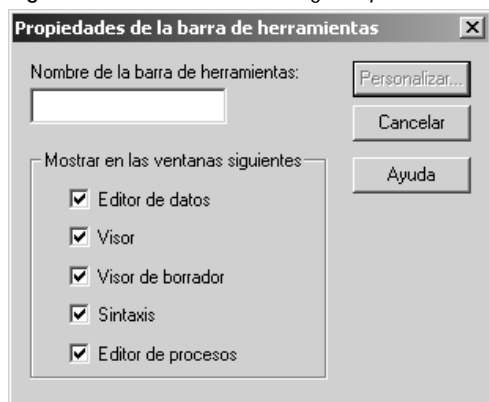 Propiedades de la barra de herramientas
Nombre de la barra de herramientas:
Personalizar...
Cancelar
Ayuda
Mostrar en las ventanas siguientes
Editor de datos
Visor
Visor de borrador
Sintaxis
Editor de procesos